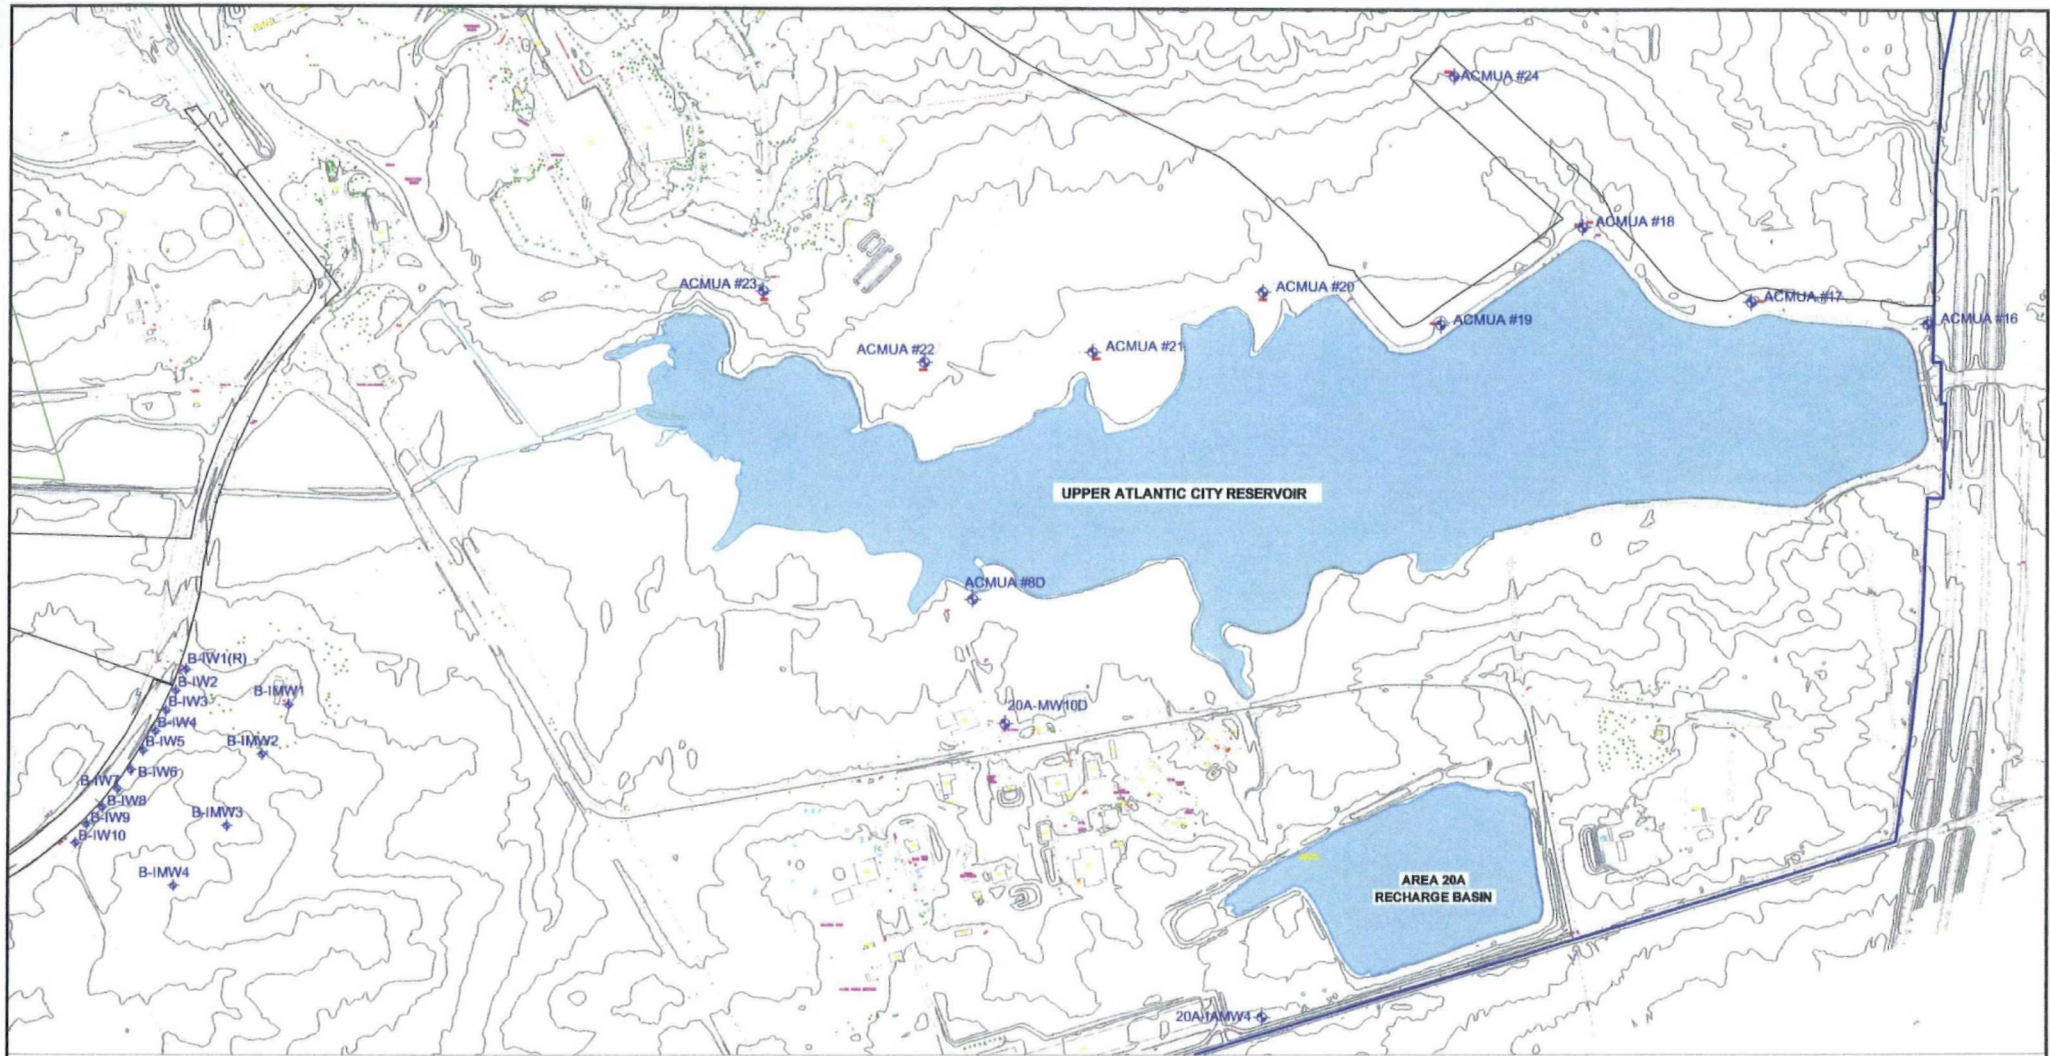 ACMUA #24
ACMUA #18
ACMUA #23
ACMUA #20
ACMUA #17
ACMUA #19
ACMUA #16
ACMUA #22
ACMUA #21
UPPER ATLANTIC CITY RESERVOIR
ACMUA #8D
B-IW1(R)
B-IW2
B-IMW1
B-IW3
20A-MW10D
B-IW4
B-IMW2
B-IW5
B-IW6
B-IW7
B-IW8
B-IMW3
B-IW9
B-IW10
B-IMW4
AREA 20A
RECHARGE BASIN
20A-IAMW4